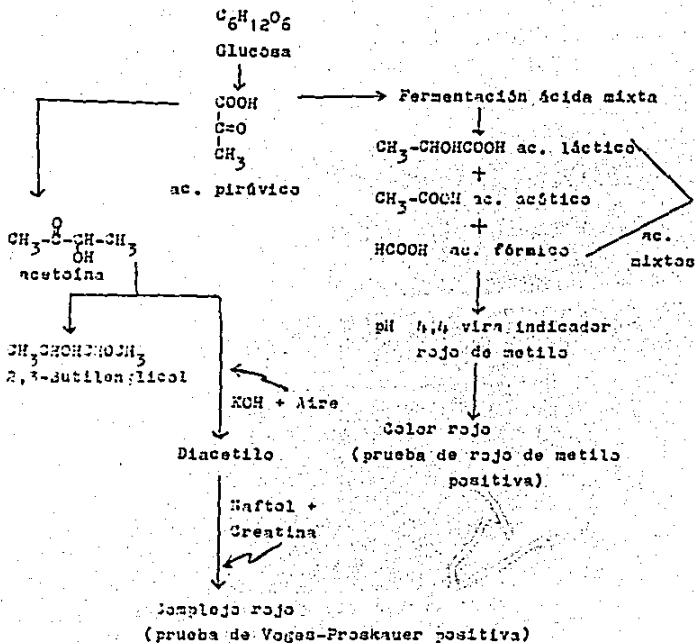 C6H12O6
Glucosa
COOH
C=O
CH3
ac. pirúvico
Fermentación ácida mixta
CH3-CHOHCOOH ac. láctico
+
CH3-COOH ac. acético
+
HCOOH ac. fórmico
ac.
mixtos
pH 4,4 vira indicador
rojo de metilo
Color rojo
(prueba de rojo de metilo
positiva)
O
CH3-C-CH-CH3
OH
acetoína
2,3-Butilenglicol
KOH + Aire
Diacetilo
Naftol +
Creatina
Complejo rojo
(prueba de Voges-Proskauer positiva)